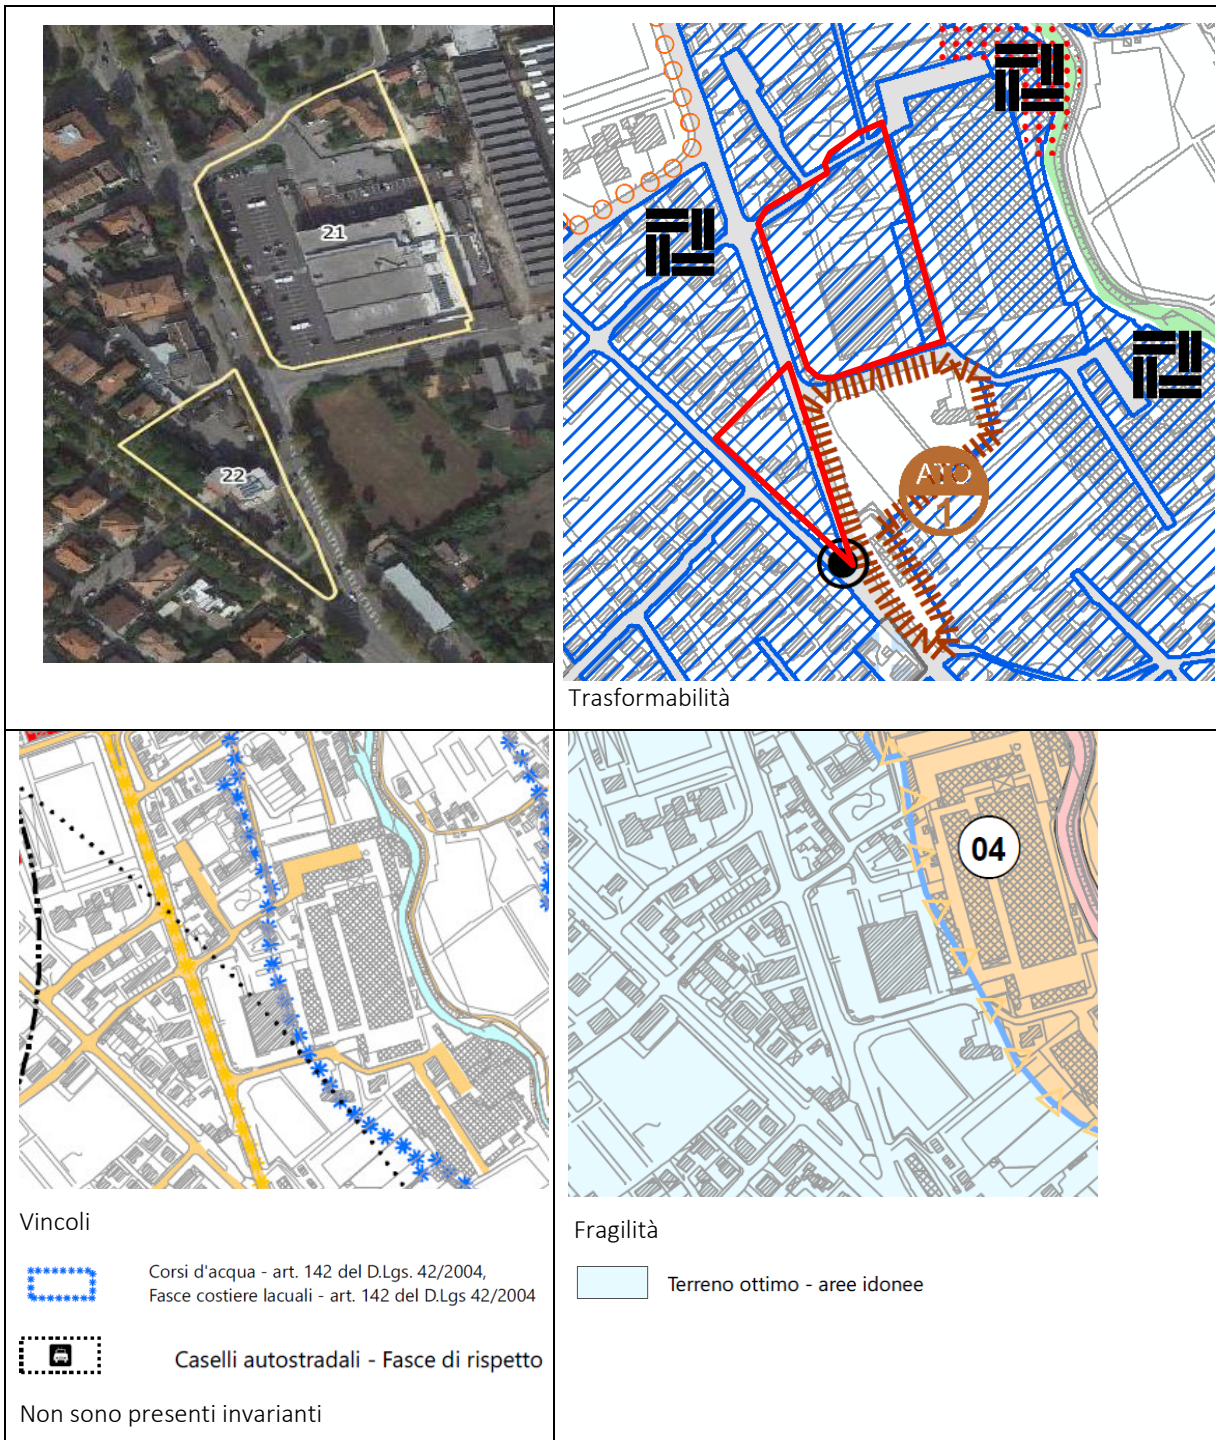 21
22
ATO
1
Trasformabilità
04
Vincoli
Corsi d'acqua - art. 142 del D.Lgs. 42/2004,
Fasce costiere lacuali - art. 142 del D.Lgs 42/2004
Caselli autostradali - Fasce di rispetto
Non sono presenti invarianti
Fragilità
Terreno ottimo - aree idonee